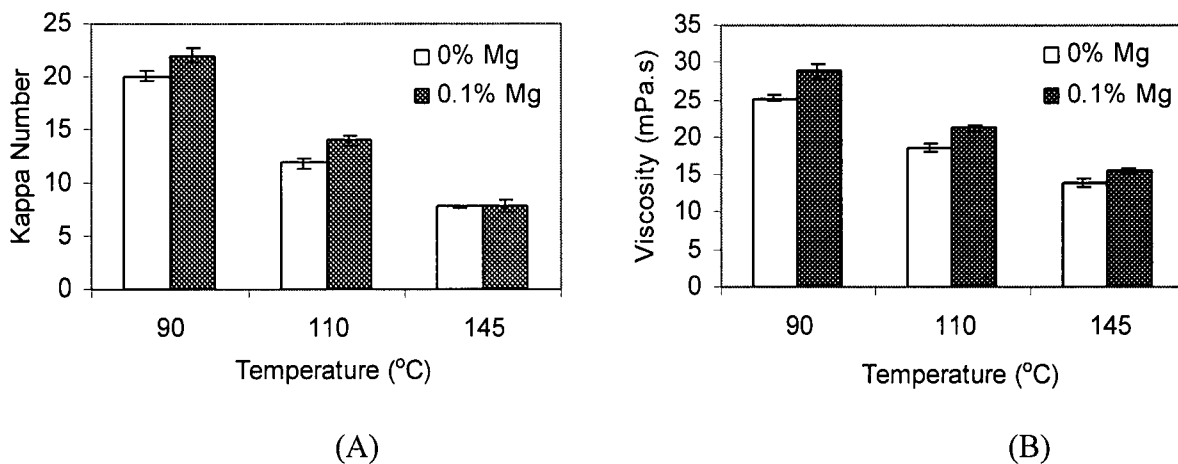 25
20
15
10
5
0
Kappa Number
0% Mg
0.1% Mg
90 110 145
Temperature (°C)
(A)
35
30
25
20
15
10
5
0
Viscosity (mPa.s)
0% Mg
0.1% Mg
90 110 145
Temperature (°C)
(B)